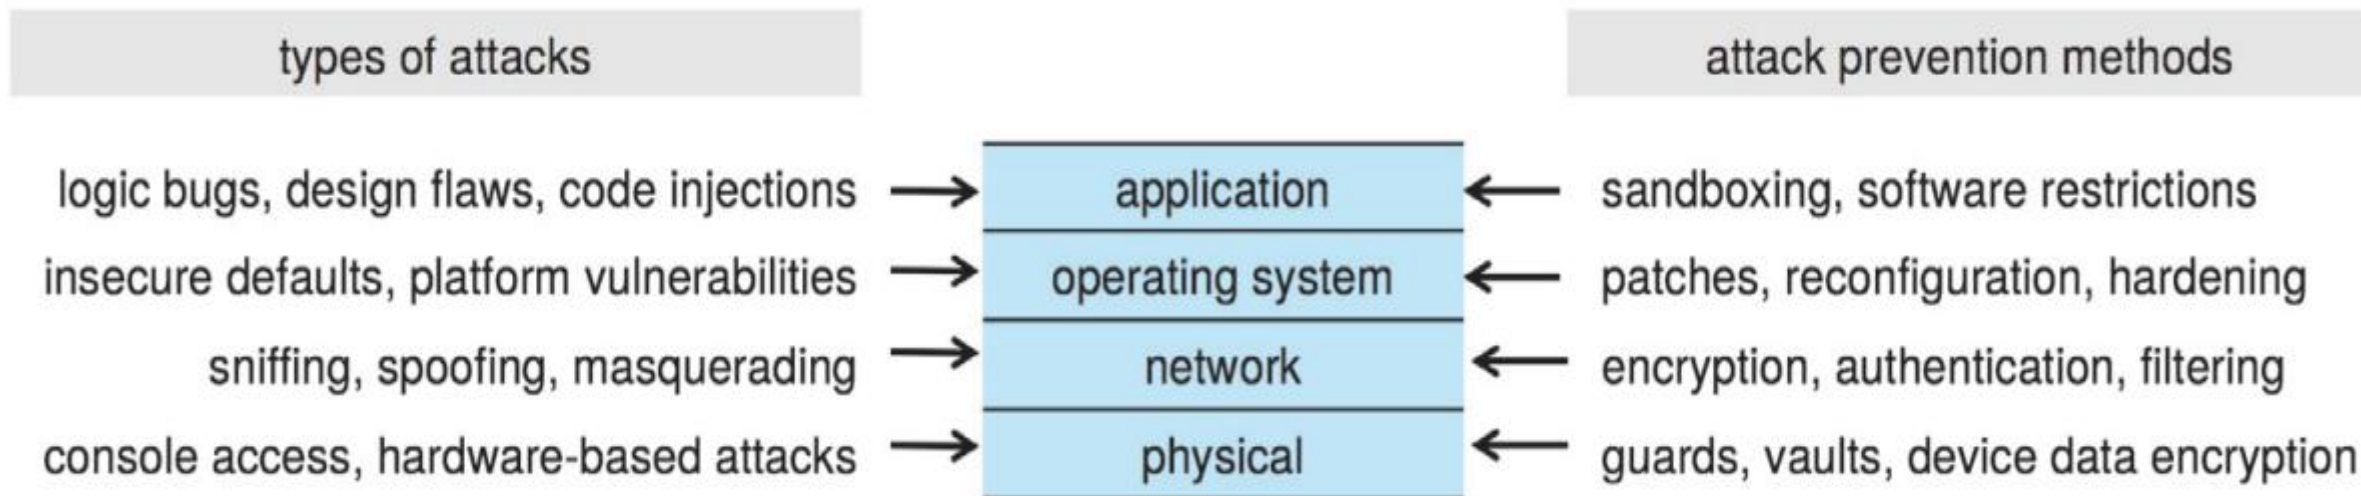 types of attacks
attack prevention methods
logic bugs, design flaws, code injections
application
sandboxing, software restrictions
insecure defaults, platform vulnerabilities
operating system
patches, reconfiguration, hardening
sniffing, spoofing, masquerading
network
encryption, authentication, filtering
console access, hardware-based attacks
physical
guards, vaults, device data encryption